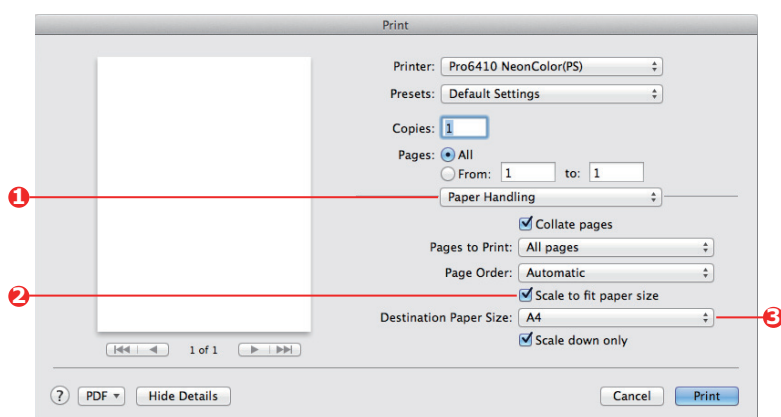 Print
Printer: Pro6410 NeonColor(PS)
Presets: Default Settings
Copies: 1
Pages: All
From: 1 to: 1
1 Paper Handling
Collate pages
Pages to Print: All pages
Page Order: Automatic
2 Scale to fit paper size
Destination Paper Size: A4 3
Scale down only
1 of 1
? PDF Hide Details Cancel Print